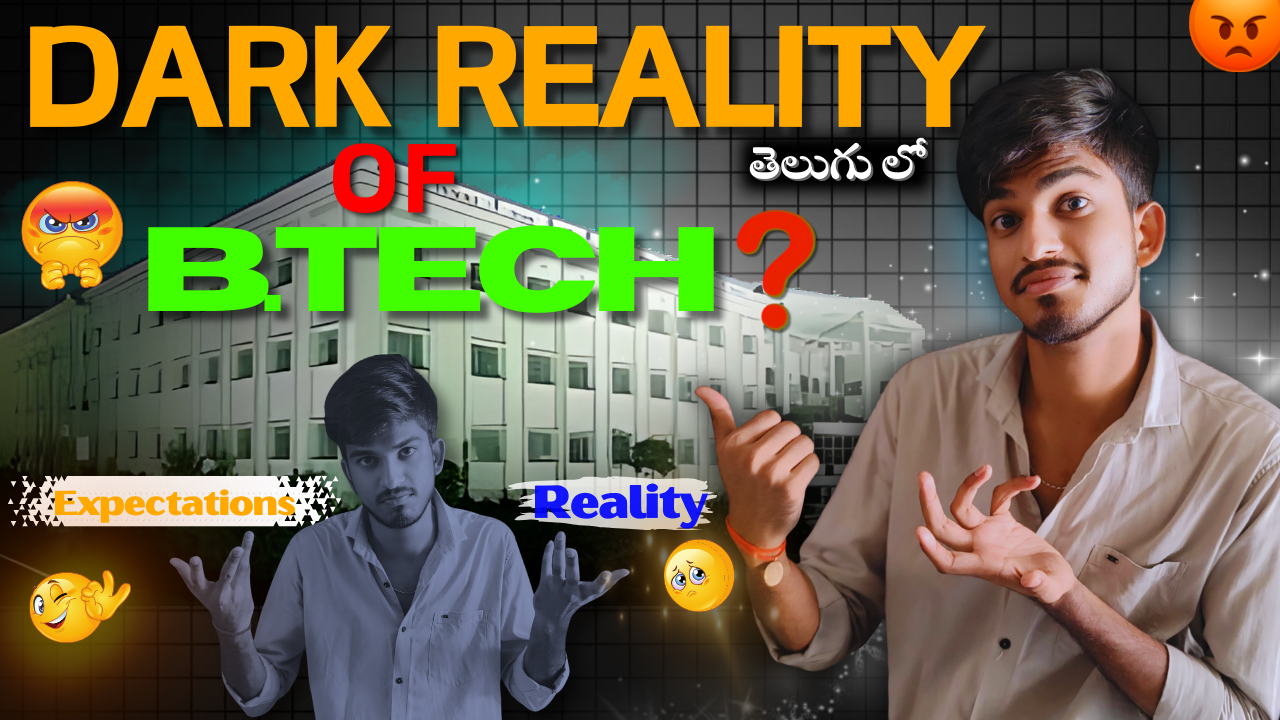 DARK REALITY
OF
తెలుగు లో
B.TECH ?
Expectations
Reality